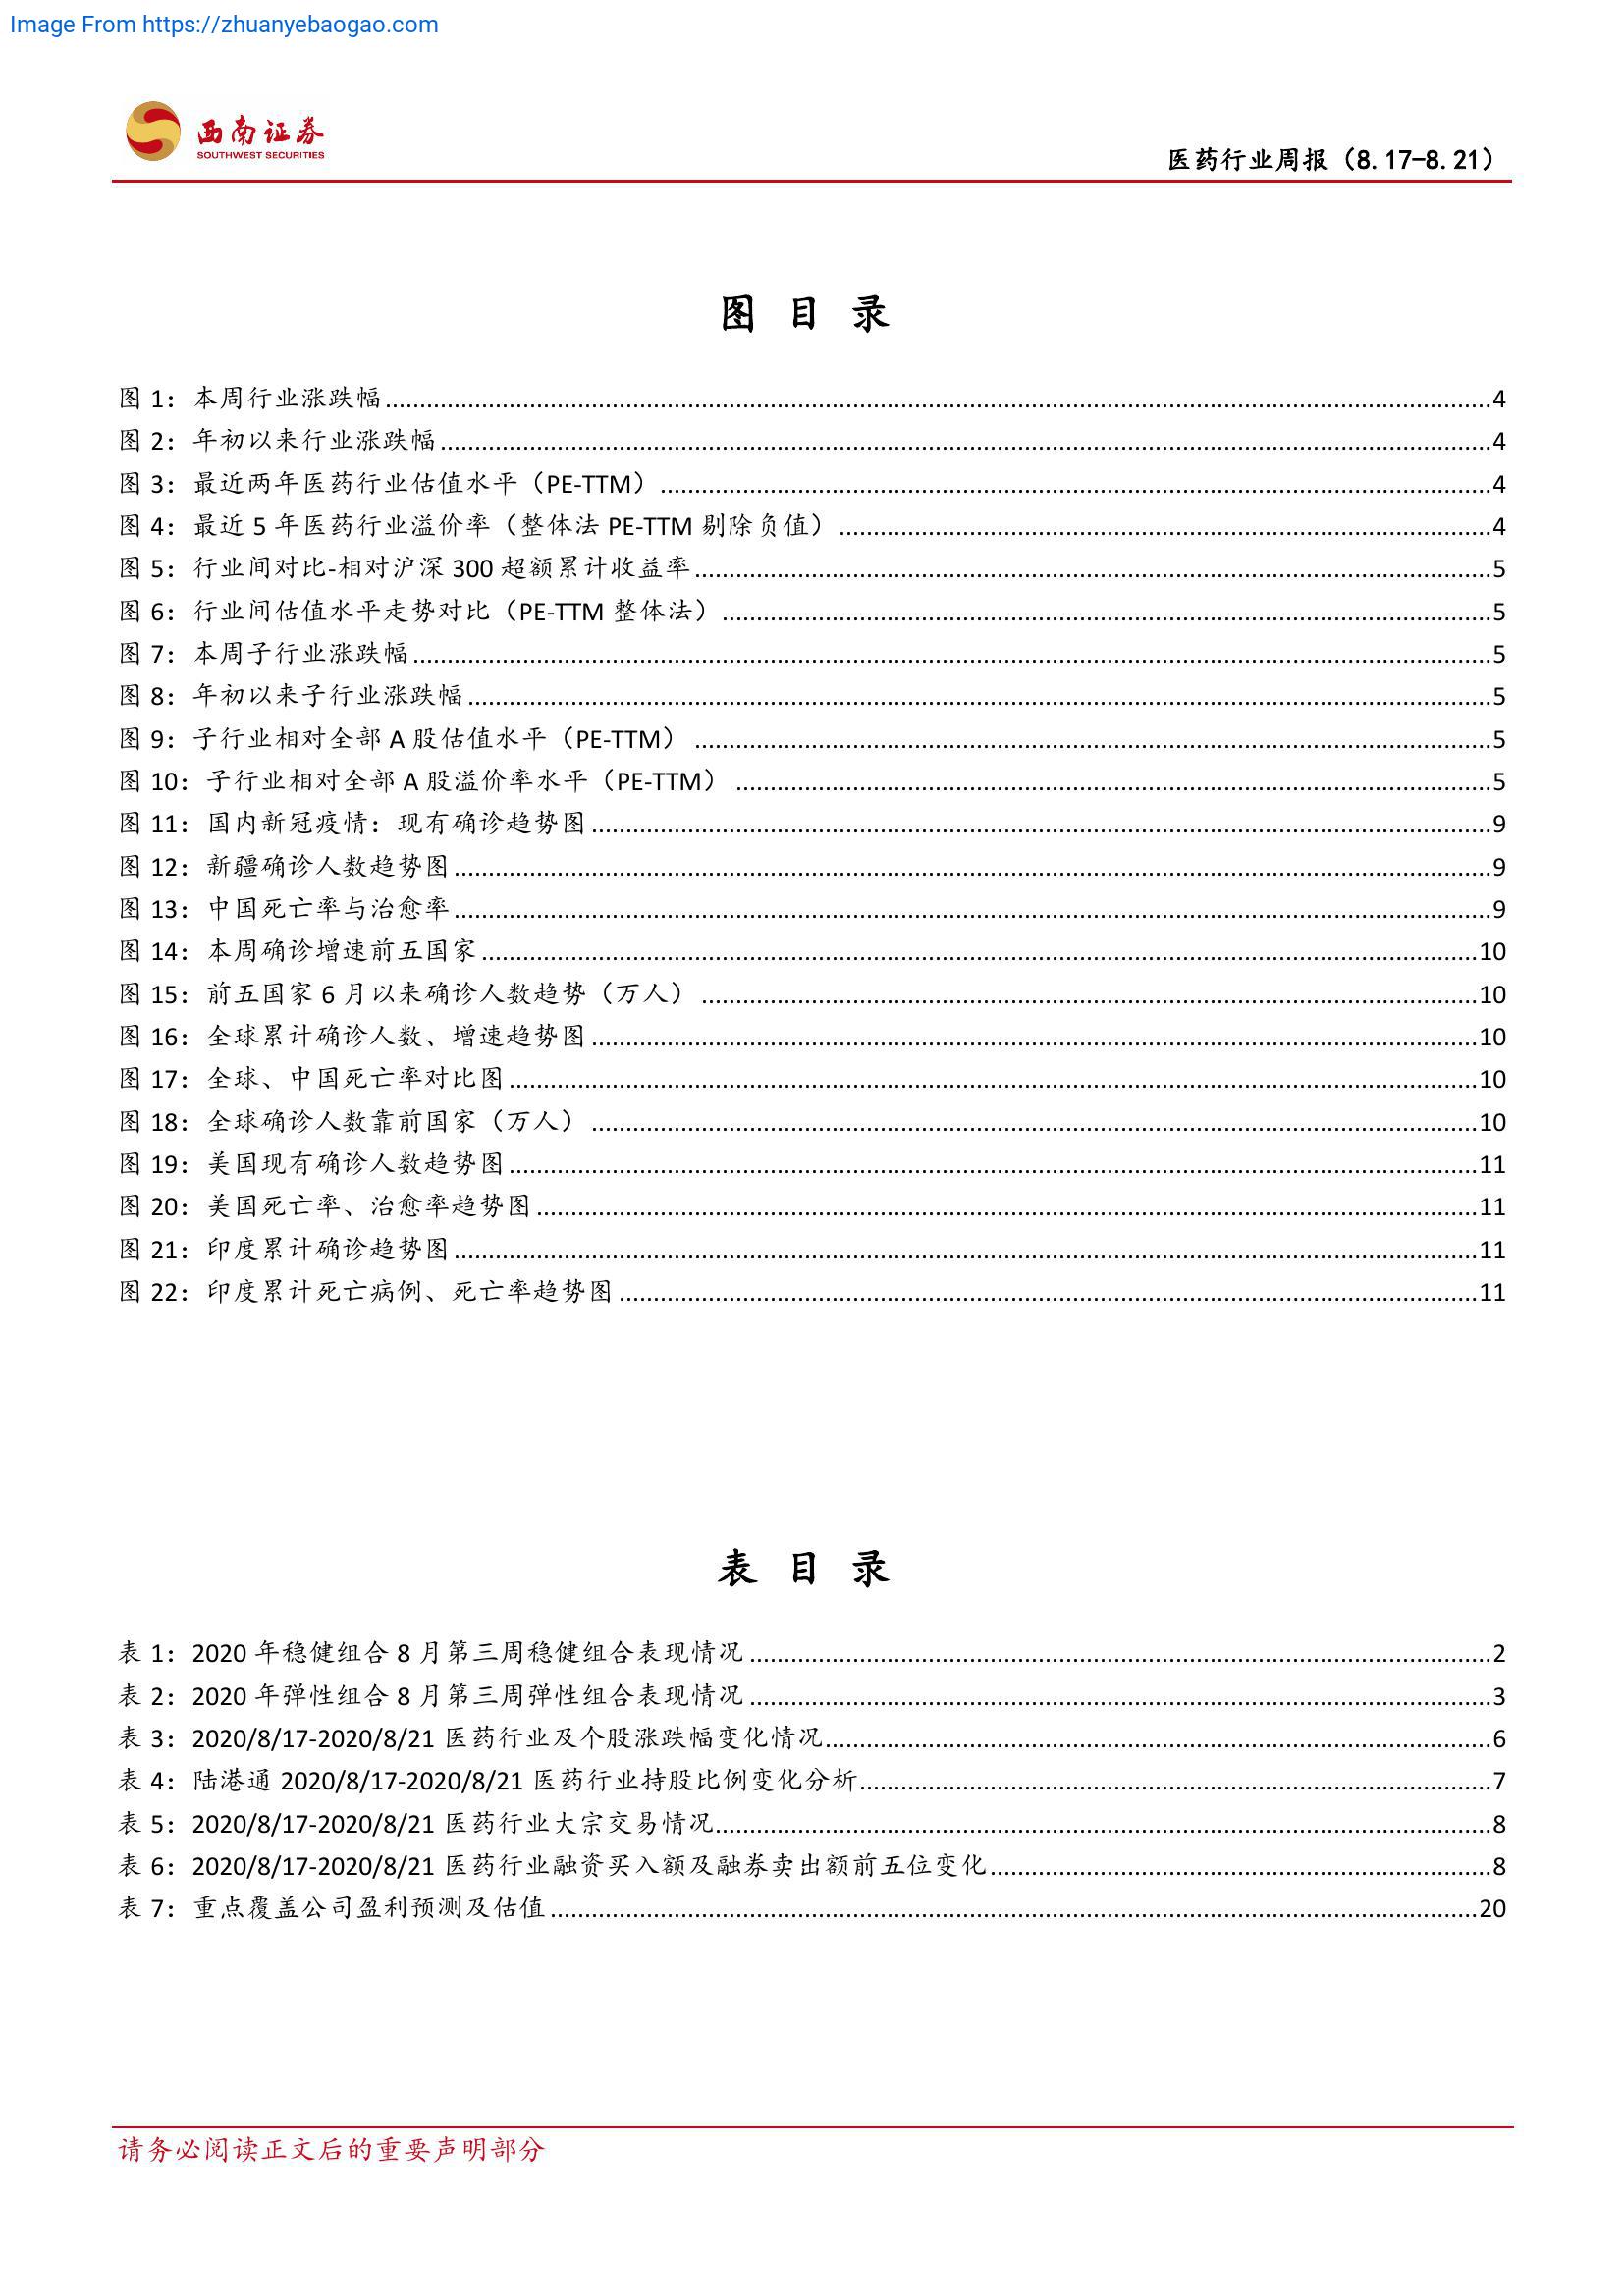 Image From https://zhuanyebaogao.com
西南证券
SOUTHWEST SECURITIES
医药行业周报（8.17-8.21）
图 目 录
图 1：本周行业涨跌幅........4
图 2：年初以来行业涨跌幅........4
图 3：最近两年医药行业估值水平（PE-TTM）........4
图 4：最近 5 年医药行业溢价率（整体法 PE-TTM 剔除负值）........4
图 5：行业间对比-相对沪深 300 超额累计收益率........5
图 6：行业间估值水平走势对比（PE-TTM 整体法）........5
图 7：本周子行业涨跌幅........5
图 8：年初以来子行业涨跌幅........5
图 9：子行业相对全部 A 股估值水平（PE-TTM）........5
图 10：子行业相对全部 A 股溢价率水平（PE-TTM）........5
图 11：国内新冠疫情：现有确诊趋势图........9
图 12：新疆确诊人数趋势图........9
图 13：中国死亡率与治愈率........9
图 14：本周确诊增速前五国家........10
图 15：前五国家 6 月以来确诊人数趋势（万人）........10
图 16：全球累计确诊人数、增速趋势图........10
图 17：全球、中国死亡率对比图........10
图 18：全球确诊人数靠前国家（万人）........10
图 19：美国现有确诊人数趋势图........11
图 20：美国死亡率、治愈率趋势图........11
图 21：印度累计确诊趋势图........11
图 22：印度累计死亡病例、死亡率趋势图........11
表 目 录
表 1：2020 年稳健组合 8 月第三周稳健组合表现情况........2
表 2：2020 年弹性组合 8 月第三周弹性组合表现情况........3
表 3：2020/8/17-2020/8/21 医药行业及个股涨跌幅变化情况........6
表 4：陆港通 2020/8/17-2020/8/21 医药行业持股比例变化分析........7
表 5：2020/8/17-2020/8/21 医药行业大宗交易情况........8
表 6：2020/8/17-2020/8/21 医药行业融资买入额及融券卖出额前五位变化........8
表 7：重点覆盖公司盈利预测及估值........20
请务必阅读正文后的重要声明部分